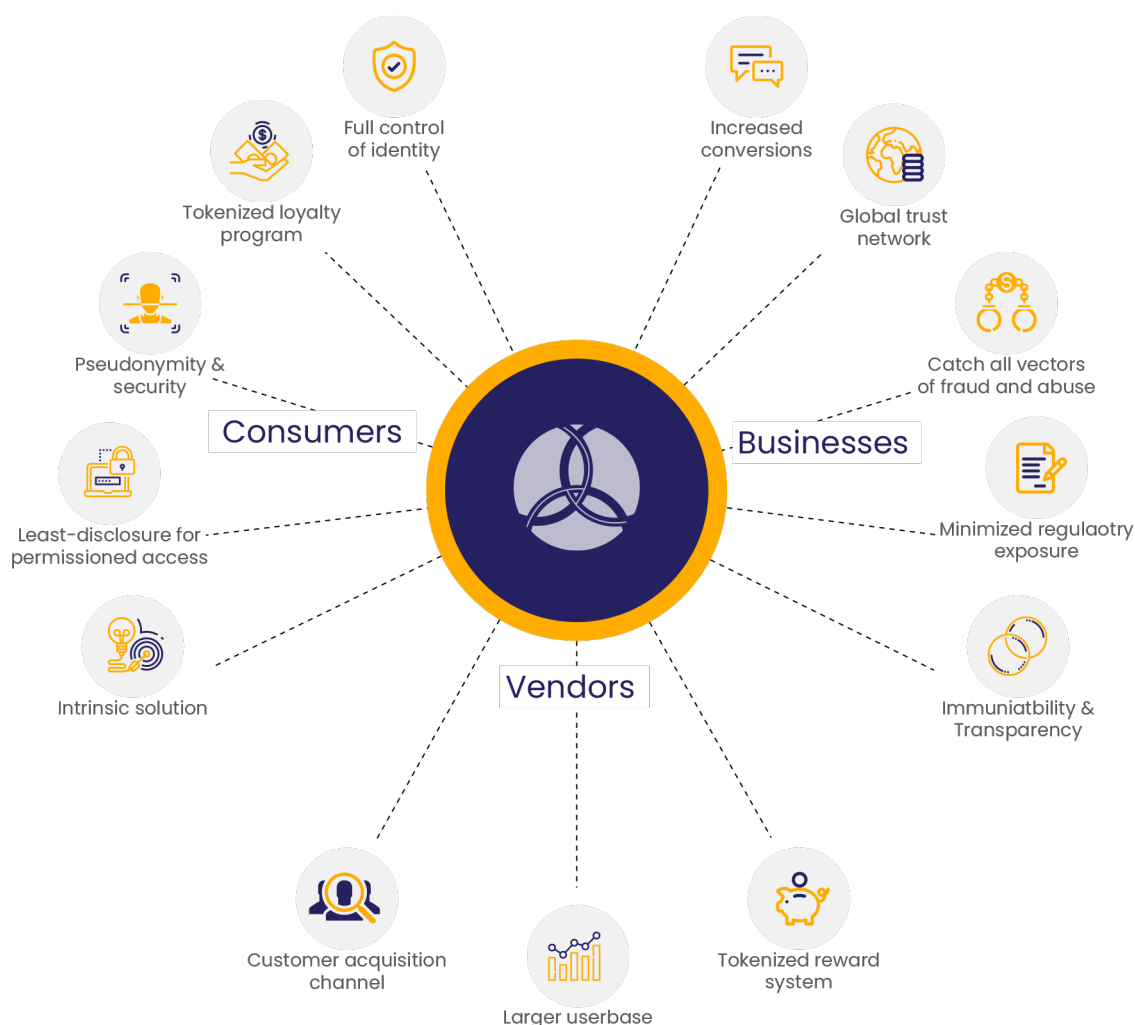 Full control
of identity
Increased
conversions
Tokenized loyalty
program
Global trust
network
Pseudonymity &
security
Catch all vectors
of fraud and abuse
Consumers
Businesses
Least-disclosure for
permissioned access
Minimized regulaotry
exposure
Intrinsic solution
Vendors
Immuniatbility &
Transparency
Customer acquisition
channel
Tokenized reward
system
Larger userbase